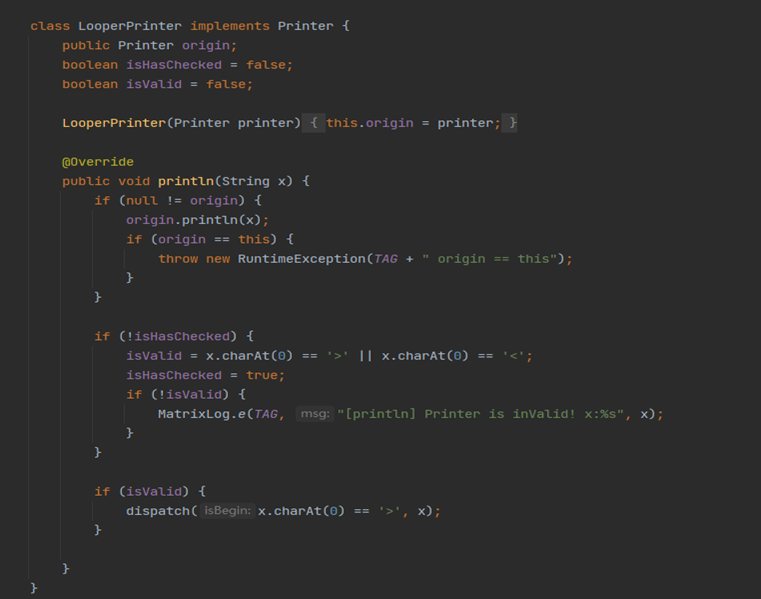 class LooperPrinter implements Printer {
    public Printer origin;
    boolean isHasChecked = false;
    boolean isValid = false;

    LooperPrinter(Printer printer) { this.origin = printer; }

    @Override
    public void println(String x) {
        if (null != origin) {
            origin.println(x);
            if (origin == this) {
                throw new RuntimeException(TAG + " origin == this");
            }
        }

        if (!isHasChecked) {
            isValid = x.charAt(0) == '>' || x.charAt(0) == '<';
            isHasChecked = true;
            if (!isValid) {
                MatrixLog.e(TAG, msg: "[println] Printer is inValid! x:%s", x);
            }
        }

        if (isValid) {
            dispatch( isBegin: x.charAt(0) == '>', x);
        }

    }
}